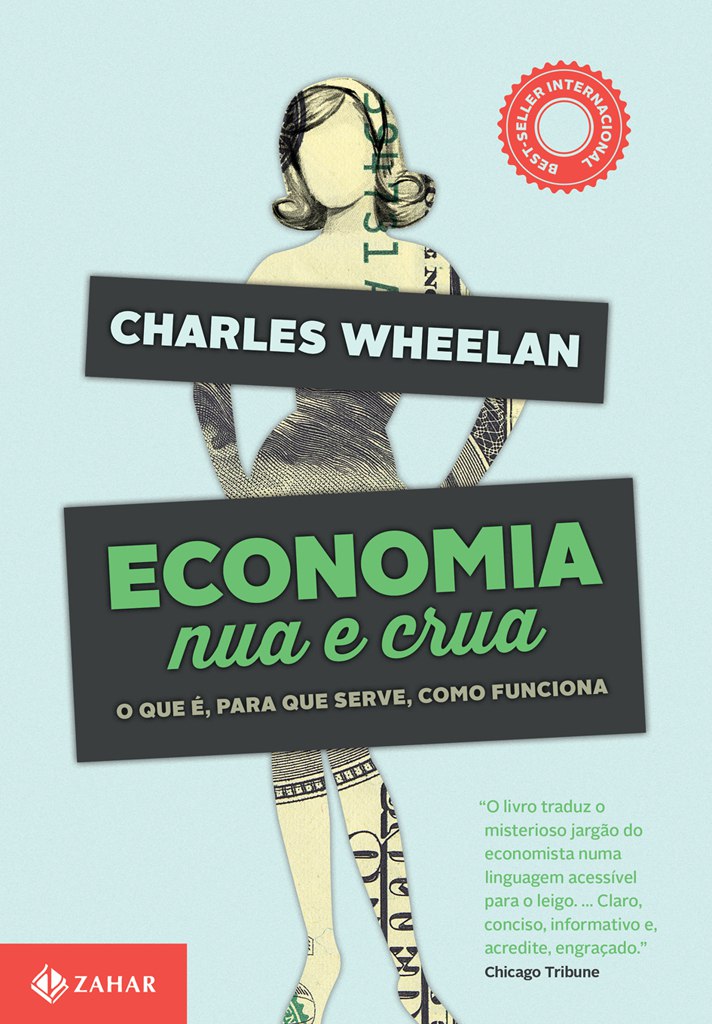 BEST-SELLER INTERNACIONAL
CHARLES WHEELAN
ECONOMIA
nua e crua
O QUE É, PARA QUE SERVE, COMO FUNCIONA
“O livro traduz o
misterioso jargão do
economista numa
linguagem acessível
para o leigo. ... Claro,
conciso, informativo e,
acredite, engraçado.”
Chicago Tribune
ZAHAR